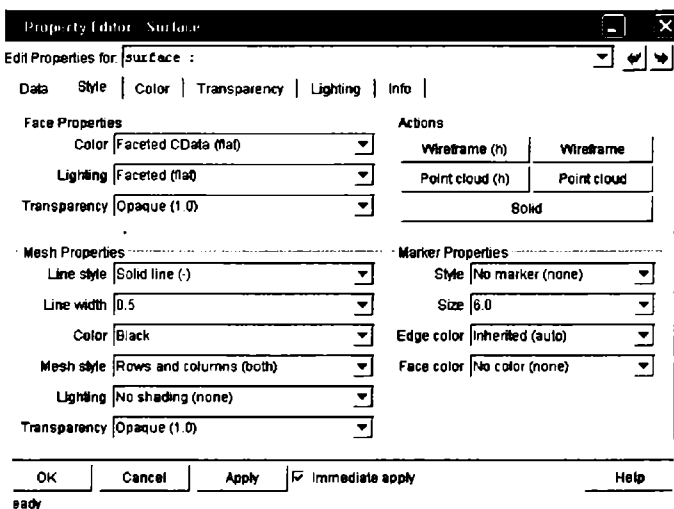 Property Editor - Surface
Edit Properties for: surface :
Data Style Color Transparency Lighting Info
Face Properties
Color Faceted CData (flat)
Lighting Faceted (flat)
Transparency Opaque (1.0)
Actions
Wireframe (h) Wireframe
Point cloud (h) Point cloud
Solid
Mesh Properties
Line style Solid line (-)
Line width 0.5
Color Black
Mesh style Rows and columns (both)
Lighting No shading (none)
Transparency Opaque (1.0)
Marker Properties
Style No marker (none)
Size 6.0
Edge color Inherited (auto)
Face color No color (none)
OK Cancel Apply Immediate apply Help
eady